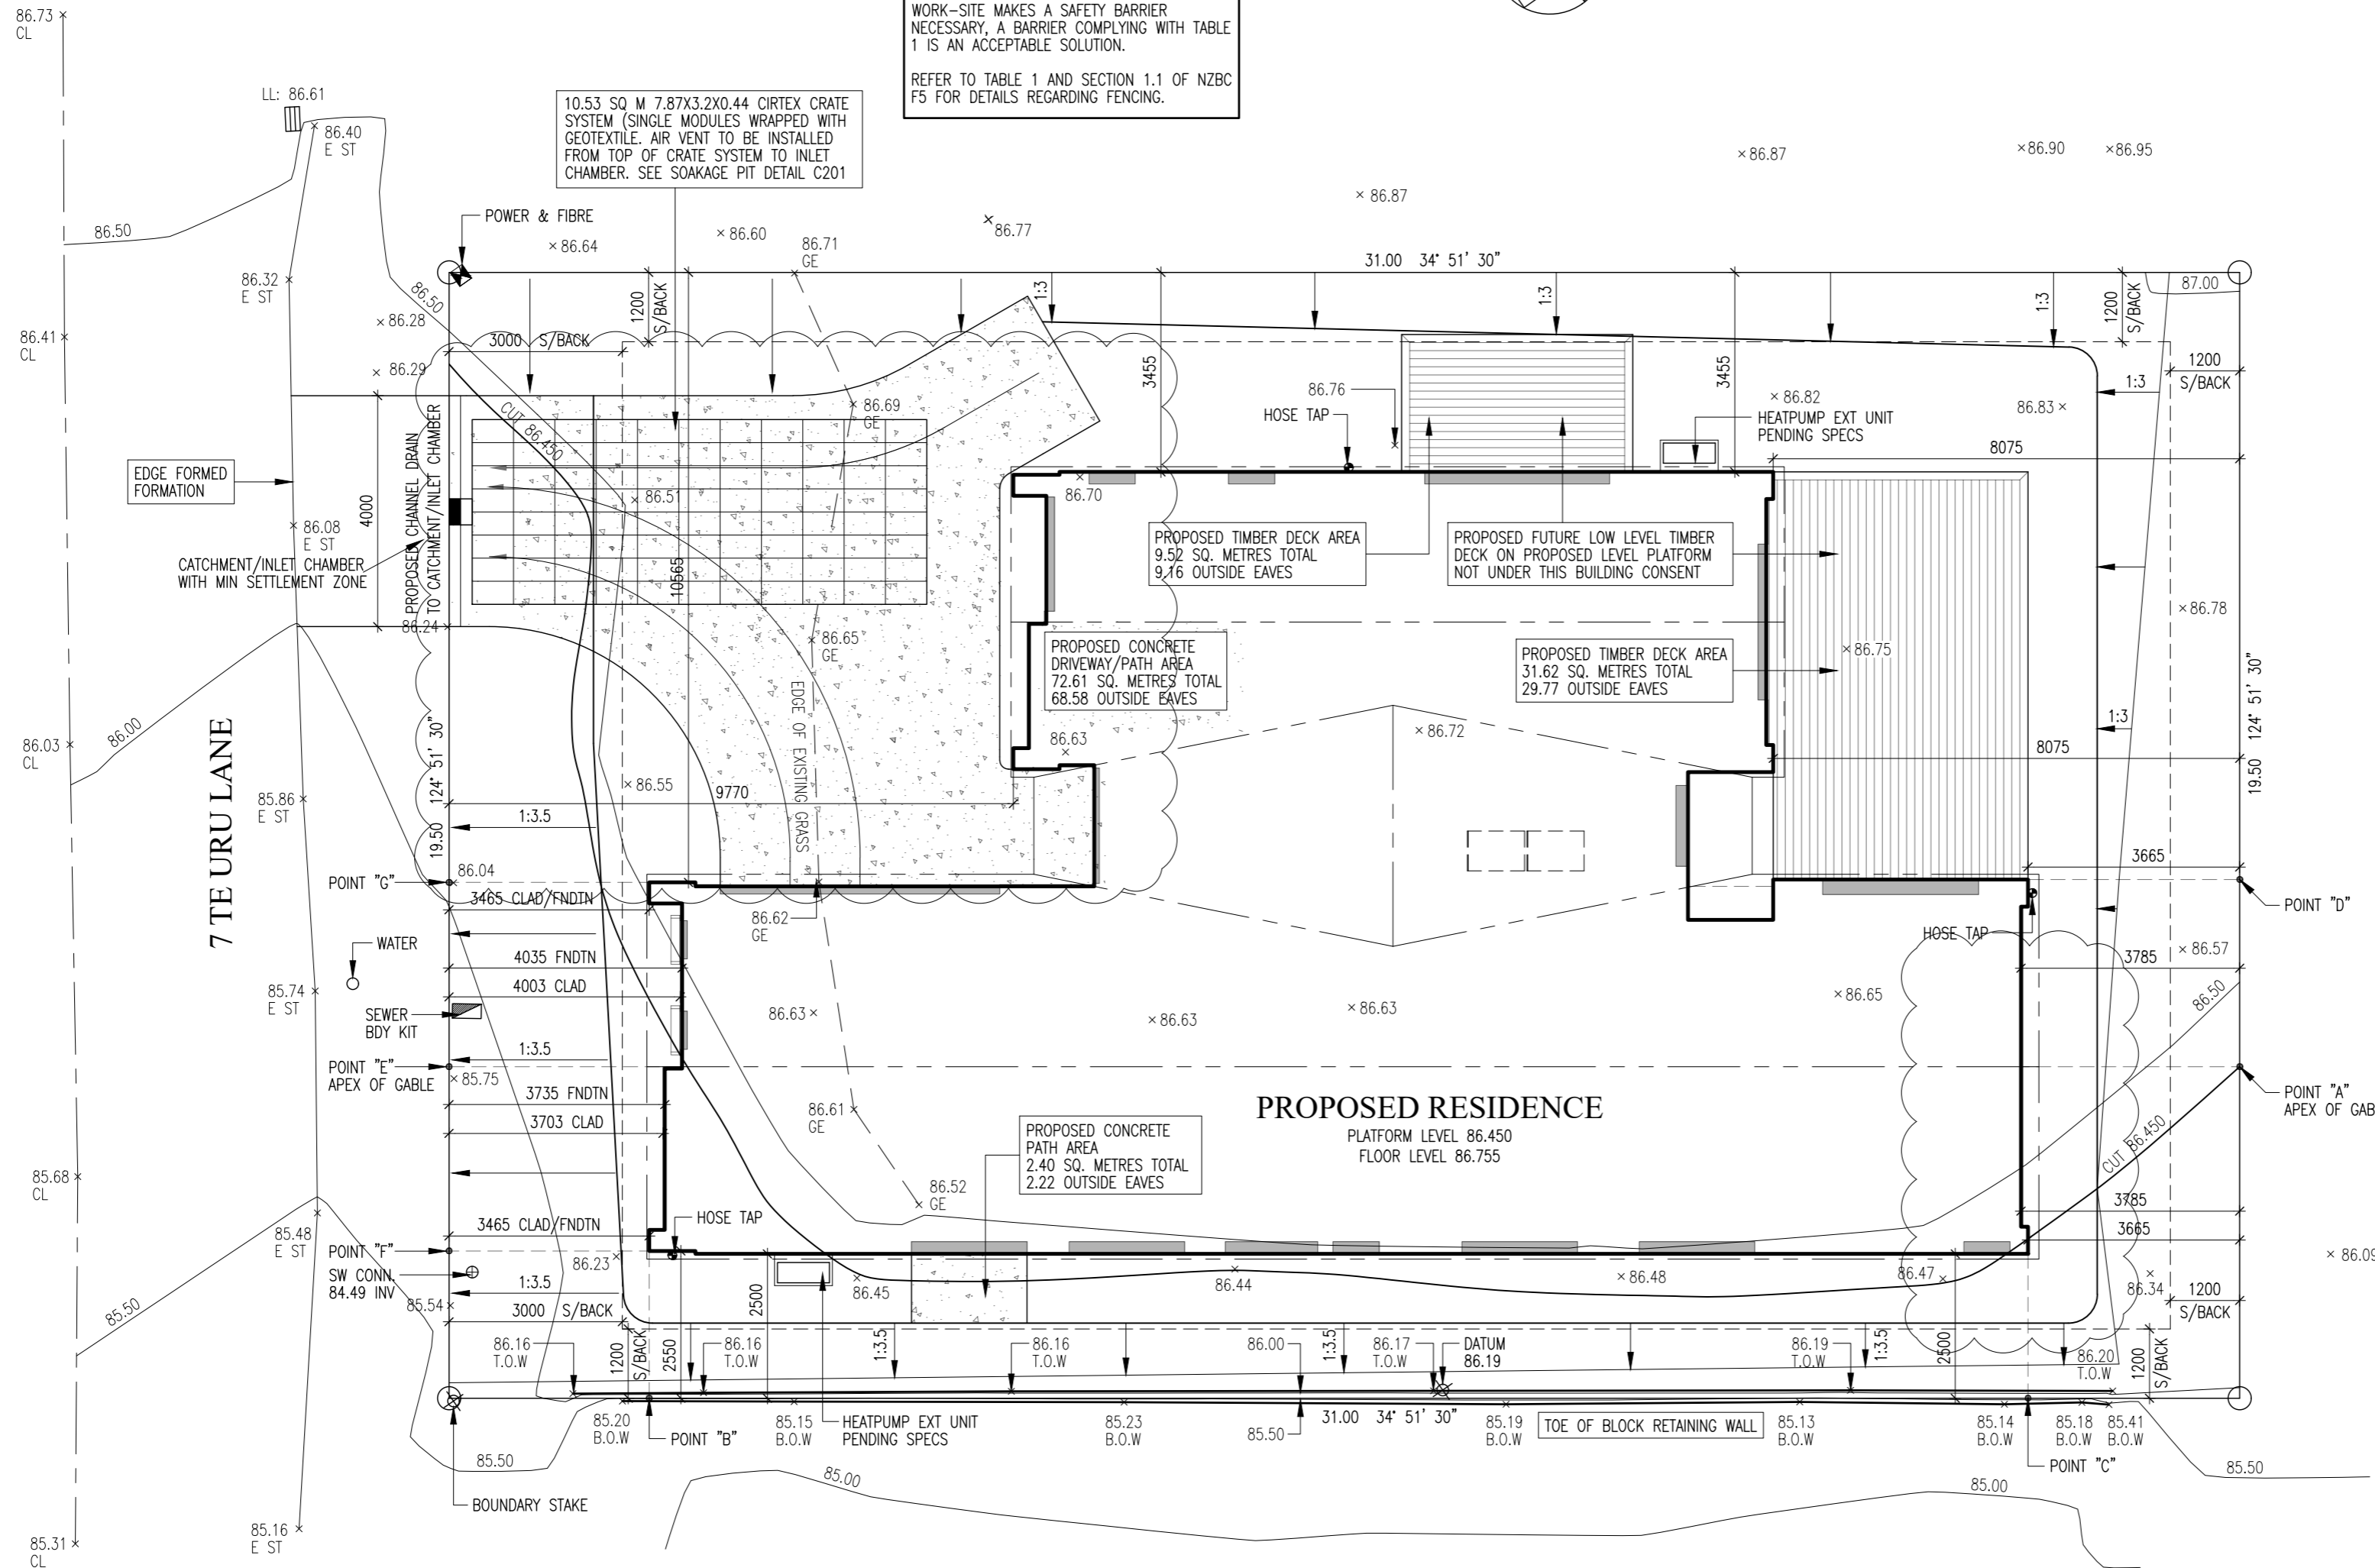 WORK-SITE MAKES A SAFETY BARRIER
NECESSARY, A BARRIER COMPLYING WITH TABLE
1 IS AN ACCEPTABLE SOLUTION.
REFER TO TABLE 1 AND SECTION 1.1 OF NZBC
F5 FOR DETAILS REGARDING FENCING.
86.73
CL
LL: 86.61
86.40
E ST
10.53 SQ M 7.87X3.2X0.44 CIRTEX CRATE
SYSTEM (SINGLE MODULES WRAPPED WITH
GEOTEXTILE. AIR VENT TO BE INSTALLED
FROM TOP OF CRATE SYSTEM TO INLET
CHAMBER. SEE SOAKAGE PIT DETAIL C201
86.87
86.90
86.95
86.87
POWER & FIBRE
86.50
86.64
86.60
86.71
GE
86.77
31.00 34° 51' 30"
86.32
E ST
86.50
1200
S/BACK
1:3
1:3
1:3
1200
S/BACK
87.00
86.28
86.41
CL
3000 S/BACK
86.29
3455
3455
1200
S/BACK
1:3
86.76
HOSE TAP
86.82
86.83
HEATPUMP EXT UNIT
PENDING SPECS
8075
CUT 86.450
86.69
GE
EDGE FORMED
FORMATION
4000
PROPOSED CHANNEL DRAIN
TO CATCHMENT/INLET CHAMBER
86.51
86.70
86.08
E ST
CATCHMENT/INLET CHAMBER
WITH MIN SETTLEMENT ZONE
10565
PROPOSED TIMBER DECK AREA
9.52 SQ. METRES TOTAL
9.16 OUTSIDE EAVES
PROPOSED FUTURE LOW LEVEL TIMBER
DECK ON PROPOSED LEVEL PLATFORM
NOT UNDER THIS BUILDING CONSENT
86.78
86.24
86.65
GE
PROPOSED CONCRETE
DRIVEWAY/PATH AREA
72.61 SQ. METRES TOTAL
68.58 OUTSIDE EAVES
PROPOSED TIMBER DECK AREA
31.62 SQ. METRES TOTAL
29.77 OUTSIDE EAVES
86.75
19.50 124° 51' 30"
86.00
86.03
CL
7 TE URU LANE
19.50 124° 51' 30"
EDGE OF EXISTING GRASS
86.63
86.72
1:3
8075
85.86
E ST
86.55
9770
1:3.5
3665
POINT "G"
86.04
3465 CLAD/FNDTN
86.62
GE
POINT "D"
WATER
HOSE TAP
4035 FNDTN
3785
86.57
85.74
E ST
4003 CLAD
86.50
SEWER
BDY KIT
86.63
86.63
86.63
86.65
1:3.5
POINT "E"
APEX OF GABLE
85.75
3735 FNDTN
86.61
GE
PROPOSED RESIDENCE
PLATFORM LEVEL 86.450
FLOOR LEVEL 86.755
POINT "A"
APEX OF GAB
3703 CLAD
PROPOSED CONCRETE
PATH AREA
2.40 SQ. METRES TOTAL
2.22 OUTSIDE EAVES
CUT 86.450
85.68
CL
86.52
GE
3785
HOSE TAP
3465 CLAD/FNDTN
85.48
E ST
3665
POINT "F"
86.23
86.09
SW CONN.
84.49 INV
1:3.5
86.45
86.44
86.48
86.47
86.34
1200
S/BACK
85.50
85.54
3000 S/BACK
2500
86.16
T.O.W
1200
S/BACK
2550
86.16
T.O.W
1:3.5
86.16
T.O.W
86.00
1:3.5
86.17
T.O.W
DATUM
86.19
86.19
T.O.W
1:3.5
2500
86.20
T.O.W
1200
S/BACK
85.20
B.O.W
POINT "B"
85.15
B.O.W
HEATPUMP EXT UNIT
PENDING SPECS
85.23
B.O.W
85.50
31.00 34° 51' 30"
85.19
B.O.W
TOE OF BLOCK RETAINING WALL
85.13
B.O.W
85.14
B.O.W
85.18
B.O.W
85.41
B.O.W
85.50
85.00
POINT "C"
85.50
BOUNDARY STAKE
85.00
85.16
E ST
85.31
CL